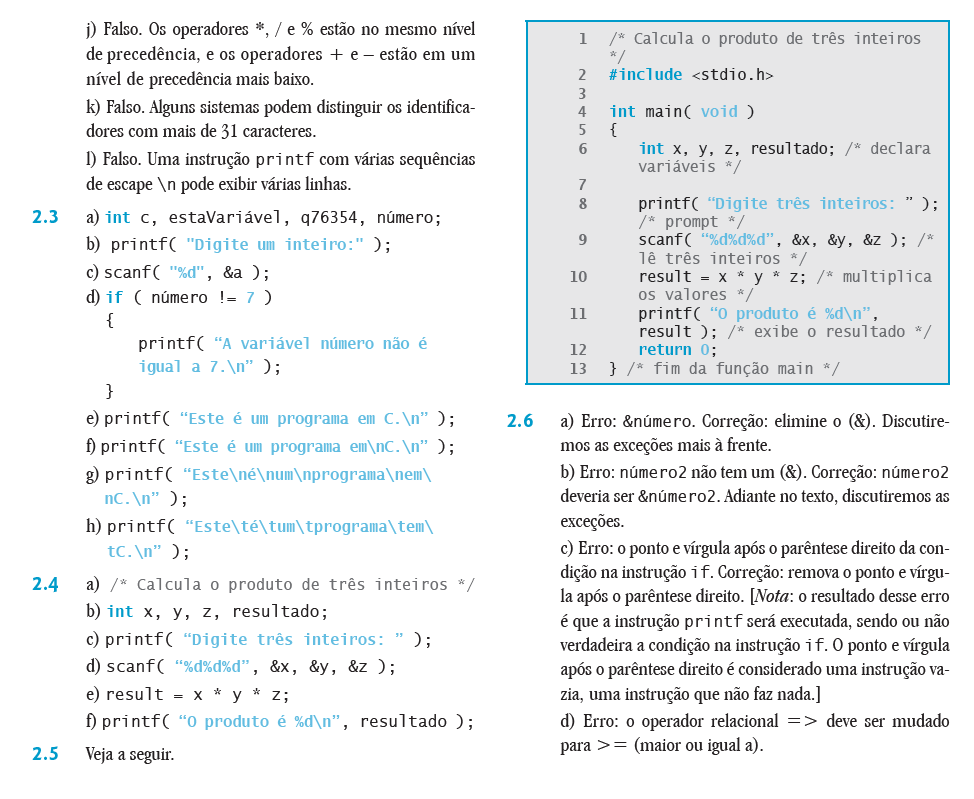 j) Falso. Os operadores *, / e % estão no mesmo nível
de precedência, e os operadores + e – estão em um
nível de precedência mais baixo.
k) Falso. Alguns sistemas podem distinguir os identifica-
dores com mais de 31 caracteres.
l) Falso. Uma instrução printf com várias sequências
de escape \n pode exibir várias linhas.
2.3 a) int c, estaVariável, q76354, número;
b) printf( "Digite um inteiro:" );
c) scanf( "%d", &a );
d) if ( número != 7 )
{
printf( “A variável número não é
igual a 7.\n” );
}
e) printf( “Este é um programa em C.\n” );
f) printf( “Este é um programa em\nC.\n” );
g) printf( “Este\né\num\nprograma\nem\
nC.\n” );
h) printf( “Este\té\tum\tprograma\tem\
tC.\n” );
2.4 a) /* Calcula o produto de três inteiros */
b) int x, y, z, resultado;
c) printf( “Digite três inteiros: ” );
d) scanf( “%d%d%d”, &x, &y, &z );
e) result = x * y * z;
f) printf( “O produto é %d\n”, resultado );
2.5 Veja a seguir.
1 /* Calcula o produto de três inteiros
*/
2 #include <stdio.h>
3
4 int main( void )
5 {
6 int x, y, z, resultado; /* declara
variáveis */
7
8 printf( “Digite três inteiros: ” );
/* prompt */
9 scanf( “%d%d%d”, &x, &y, &z ); /*
lê três inteiros */
10 result = x * y * z; /* multiplica
os valores */
11 printf( “O produto é %d\n”,
result ); /* exibe o resultado */
12 return 0;
13 } /* fim da função main */
2.6 a) Erro: &número. Correção: elimine o (&). Discutire-
mos as exceções mais à frente.
b) Erro: número2 não tem um (&). Correção: número2
deveria ser &número2. Adiante no texto, discutiremos as
exceções.
c) Erro: o ponto e vírgula após o parêntese direito da con-
dição na instrução if. Correção: remova o ponto e vírgu-
la após o parêntese direito. [Nota: o resultado desse erro
é que a instrução printf será executada, sendo ou não
verdadeira a condição na instrução if. O ponto e vírgula
após o parêntese direito é considerado uma instrução va-
zia, uma instrução que não faz nada.]
d) Erro: o operador relacional => deve ser mudado
para >= (maior ou igual a).